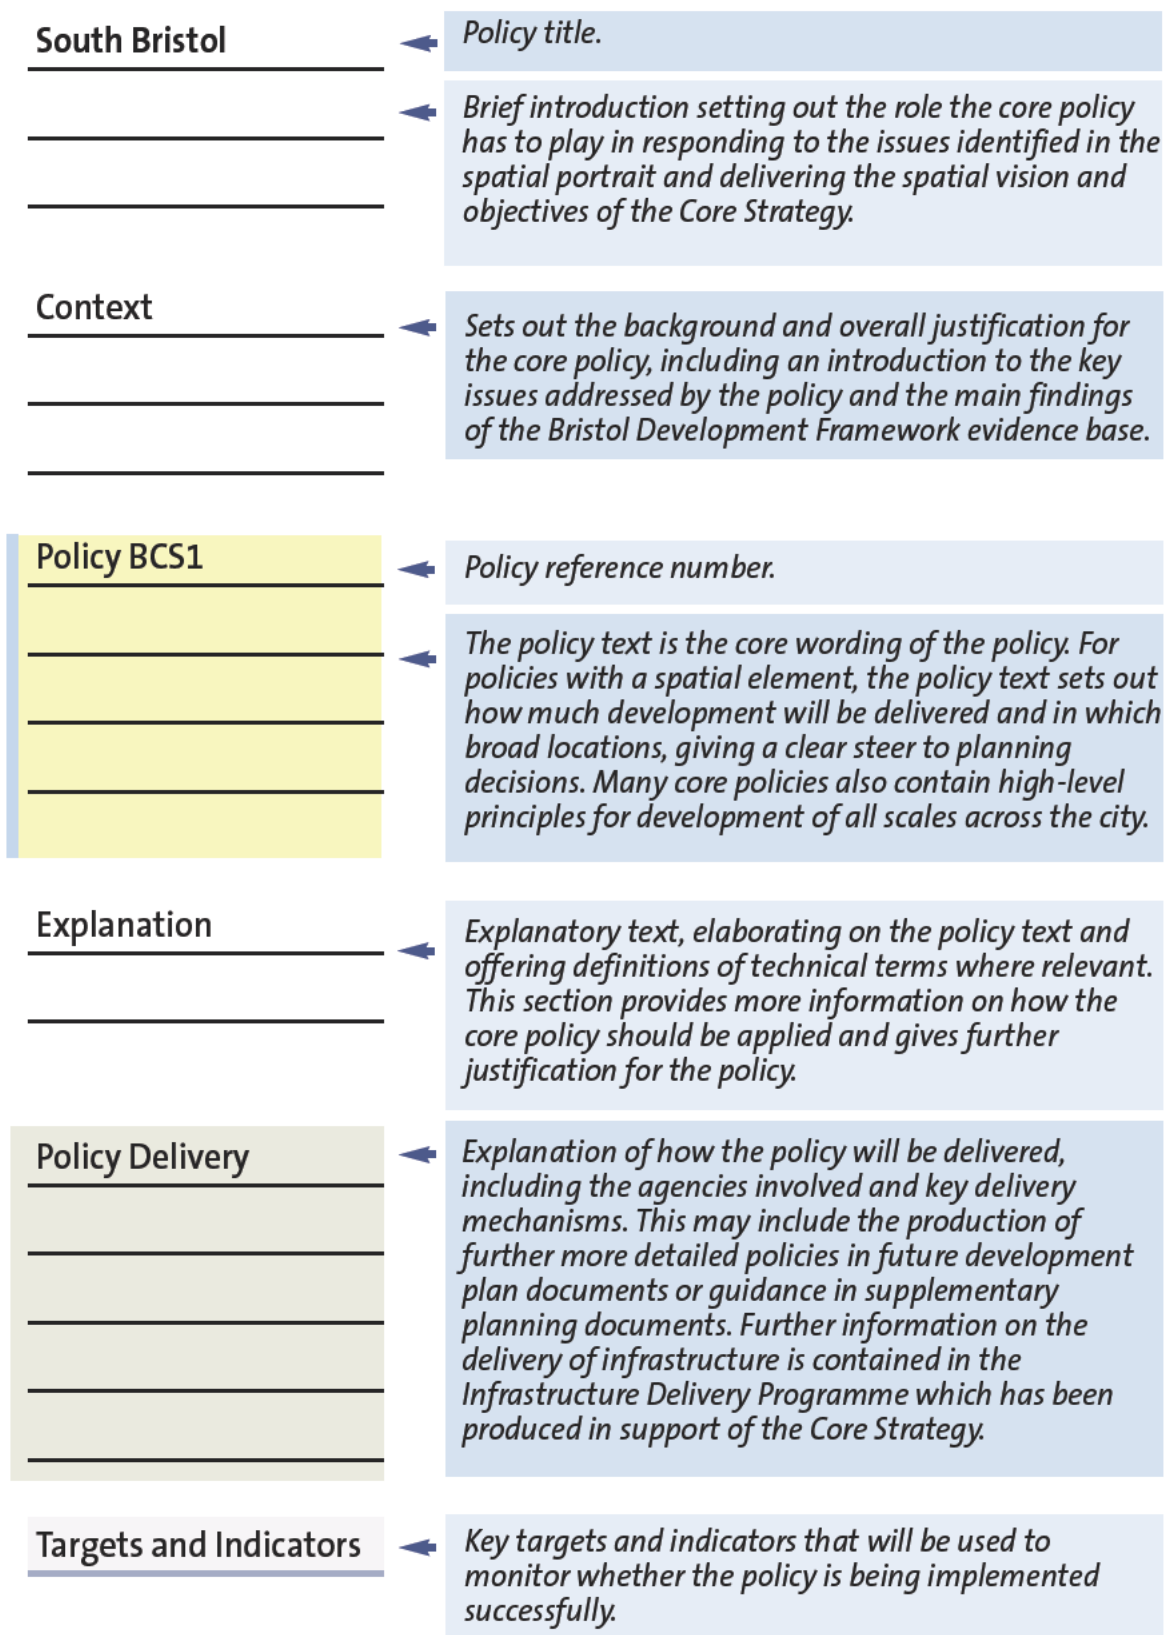 South Bristol
Policy title.
Brief introduction setting out the role the core policy
has to play in responding to the issues identified in the
spatial portrait and delivering the spatial vision and
objectives of the Core Strategy.
Context
Sets out the background and overall justification for
the core policy, including an introduction to the key
issues addressed by the policy and the main findings
of the Bristol Development Framework evidence base.
Policy BCS1
Policy reference number.
The policy text is the core wording of the policy. For
policies with a spatial element, the policy text sets out
how much development will be delivered and in which
broad locations, giving a clear steer to planning
decisions. Many core policies also contain high-level
principles for development of all scales across the city.
Explanation
Explanatory text, elaborating on the policy text and
offering definitions of technical terms where relevant.
This section provides more information on how the
core policy should be applied and gives further
justification for the policy.
Policy Delivery
Explanation of how the policy will be delivered,
including the agencies involved and key delivery
mechanisms. This may include the production of
further more detailed policies in future development
plan documents or guidance in supplementary
planning documents. Further information on the
delivery of infrastructure is contained in the
Infrastructure Delivery Programme which has been
produced in support of the Core Strategy.
Targets and Indicators
Key targets and indicators that will be used to
monitor whether the policy is being implemented
successfully.